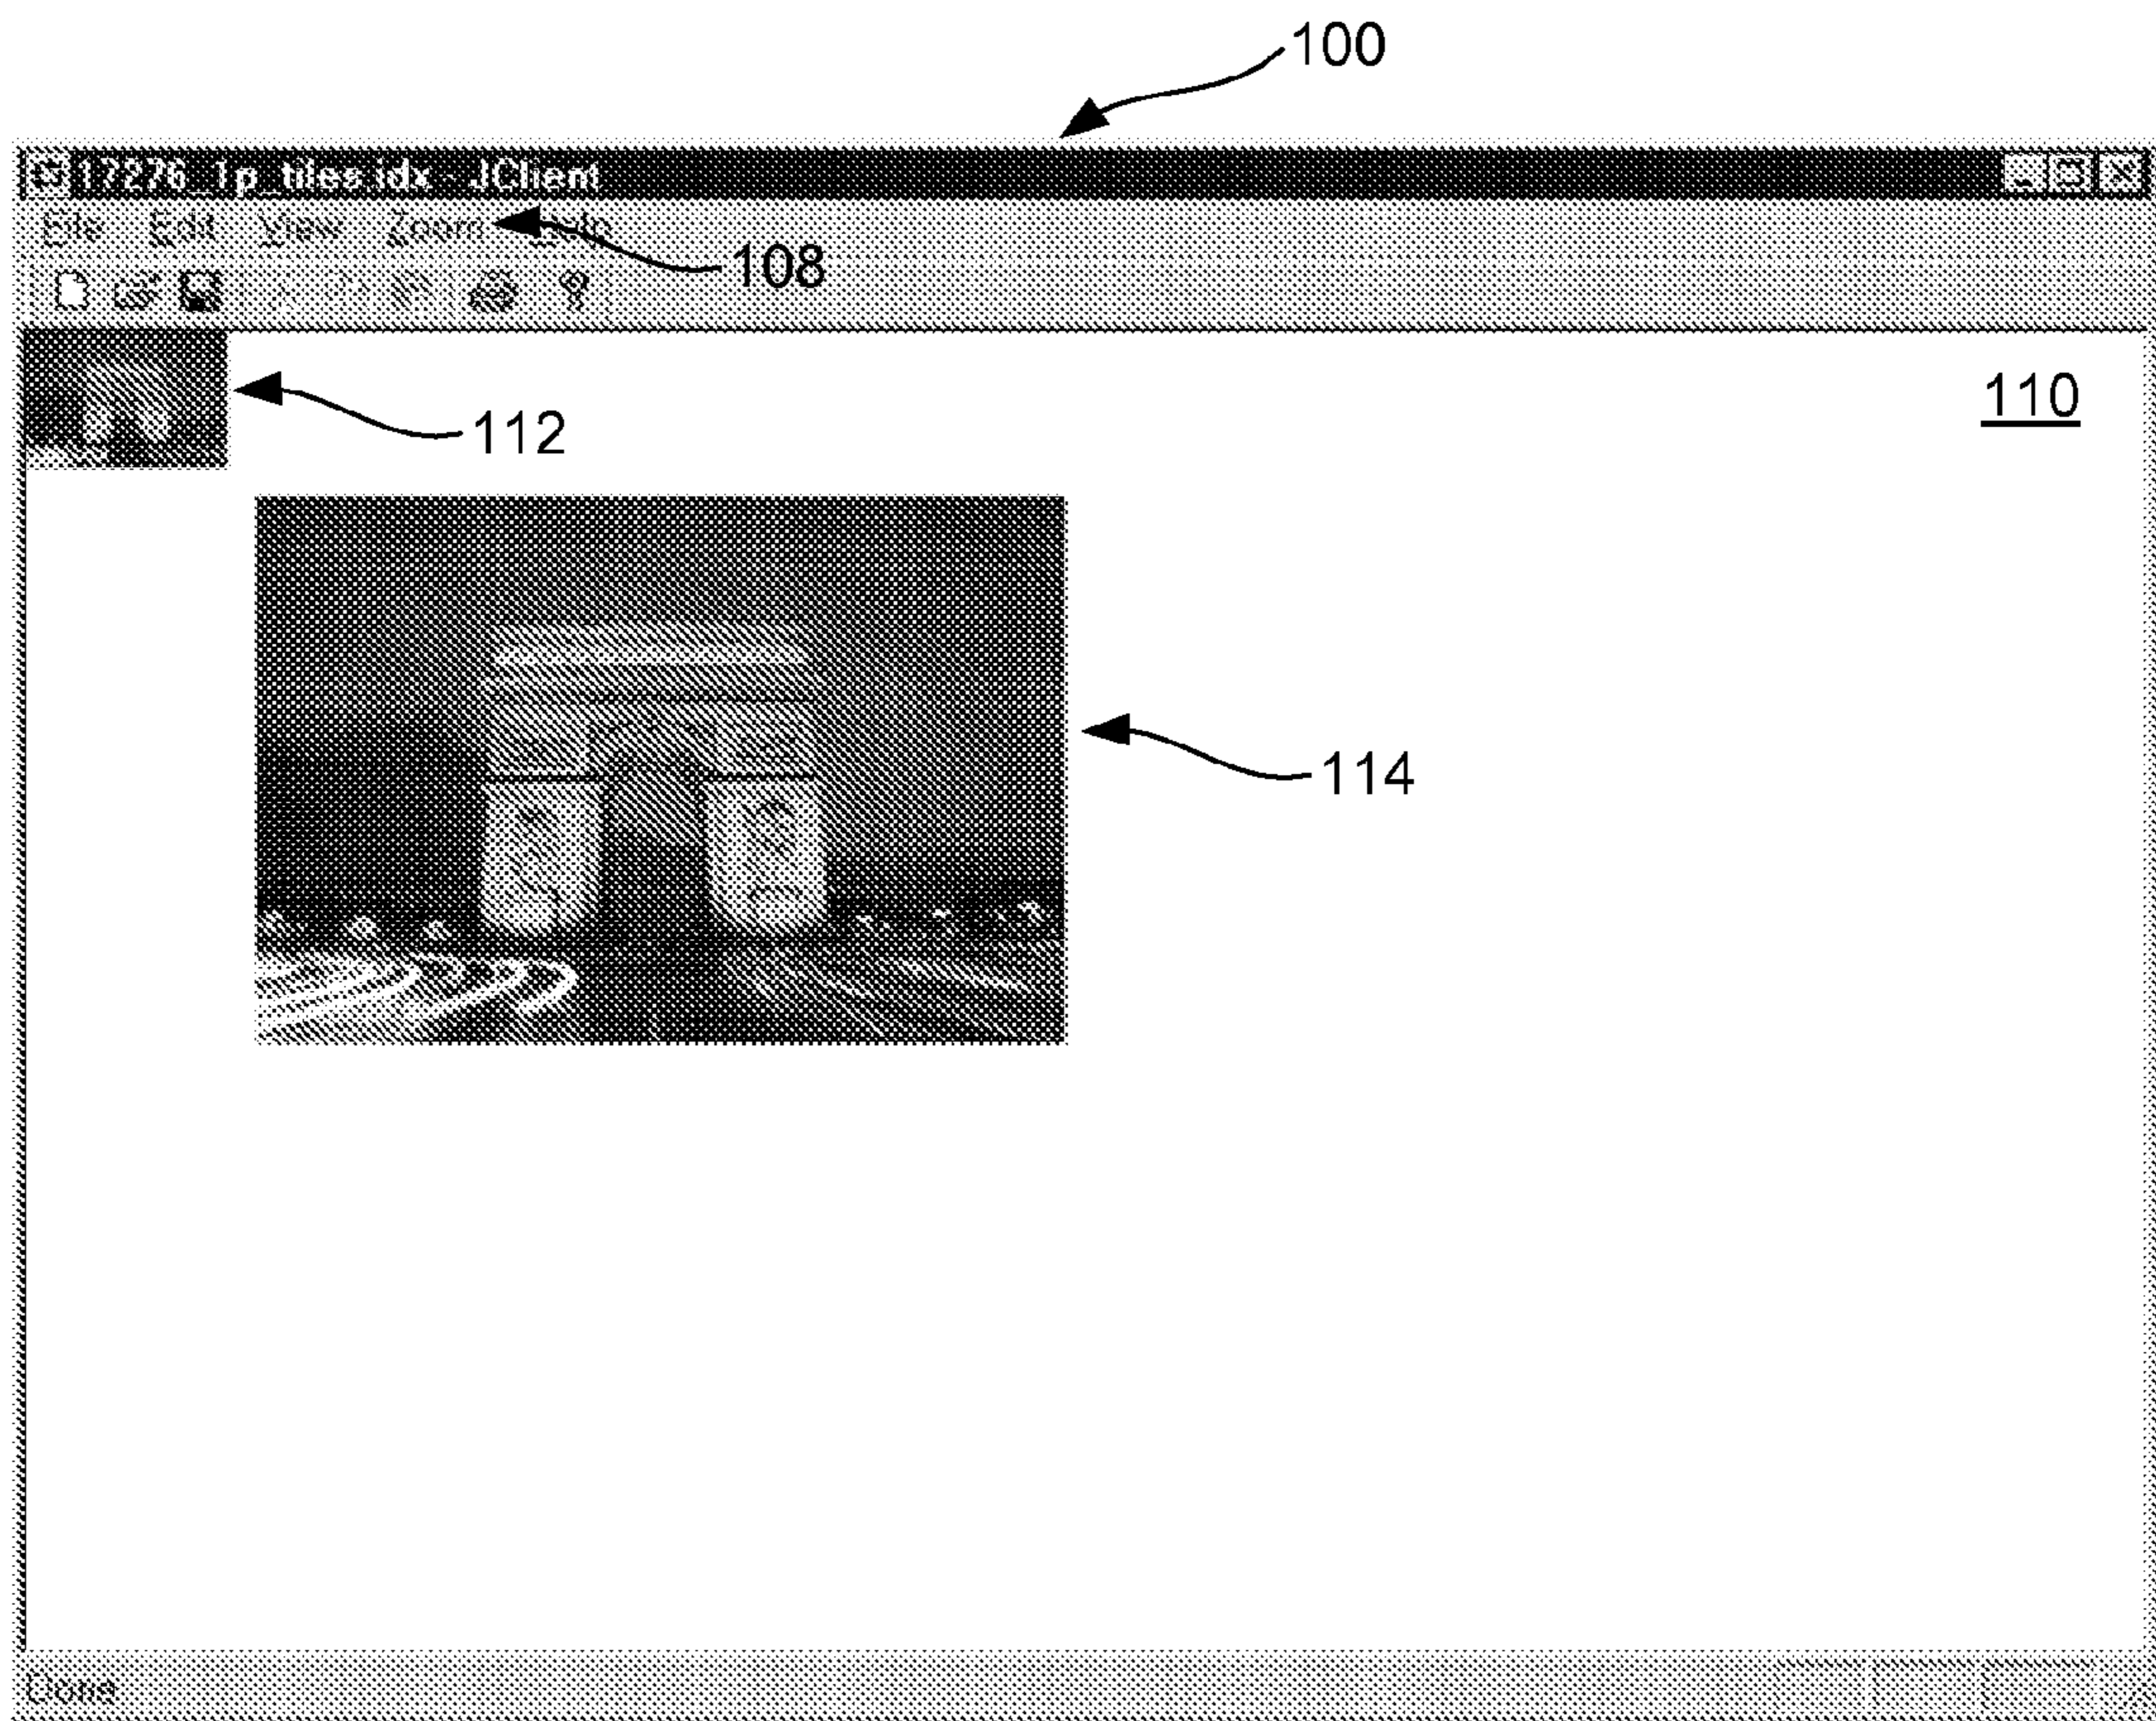 100
17276_1p_tiles.idx - JClient
File Edit View Zoom Help
108
110
112
114
Done